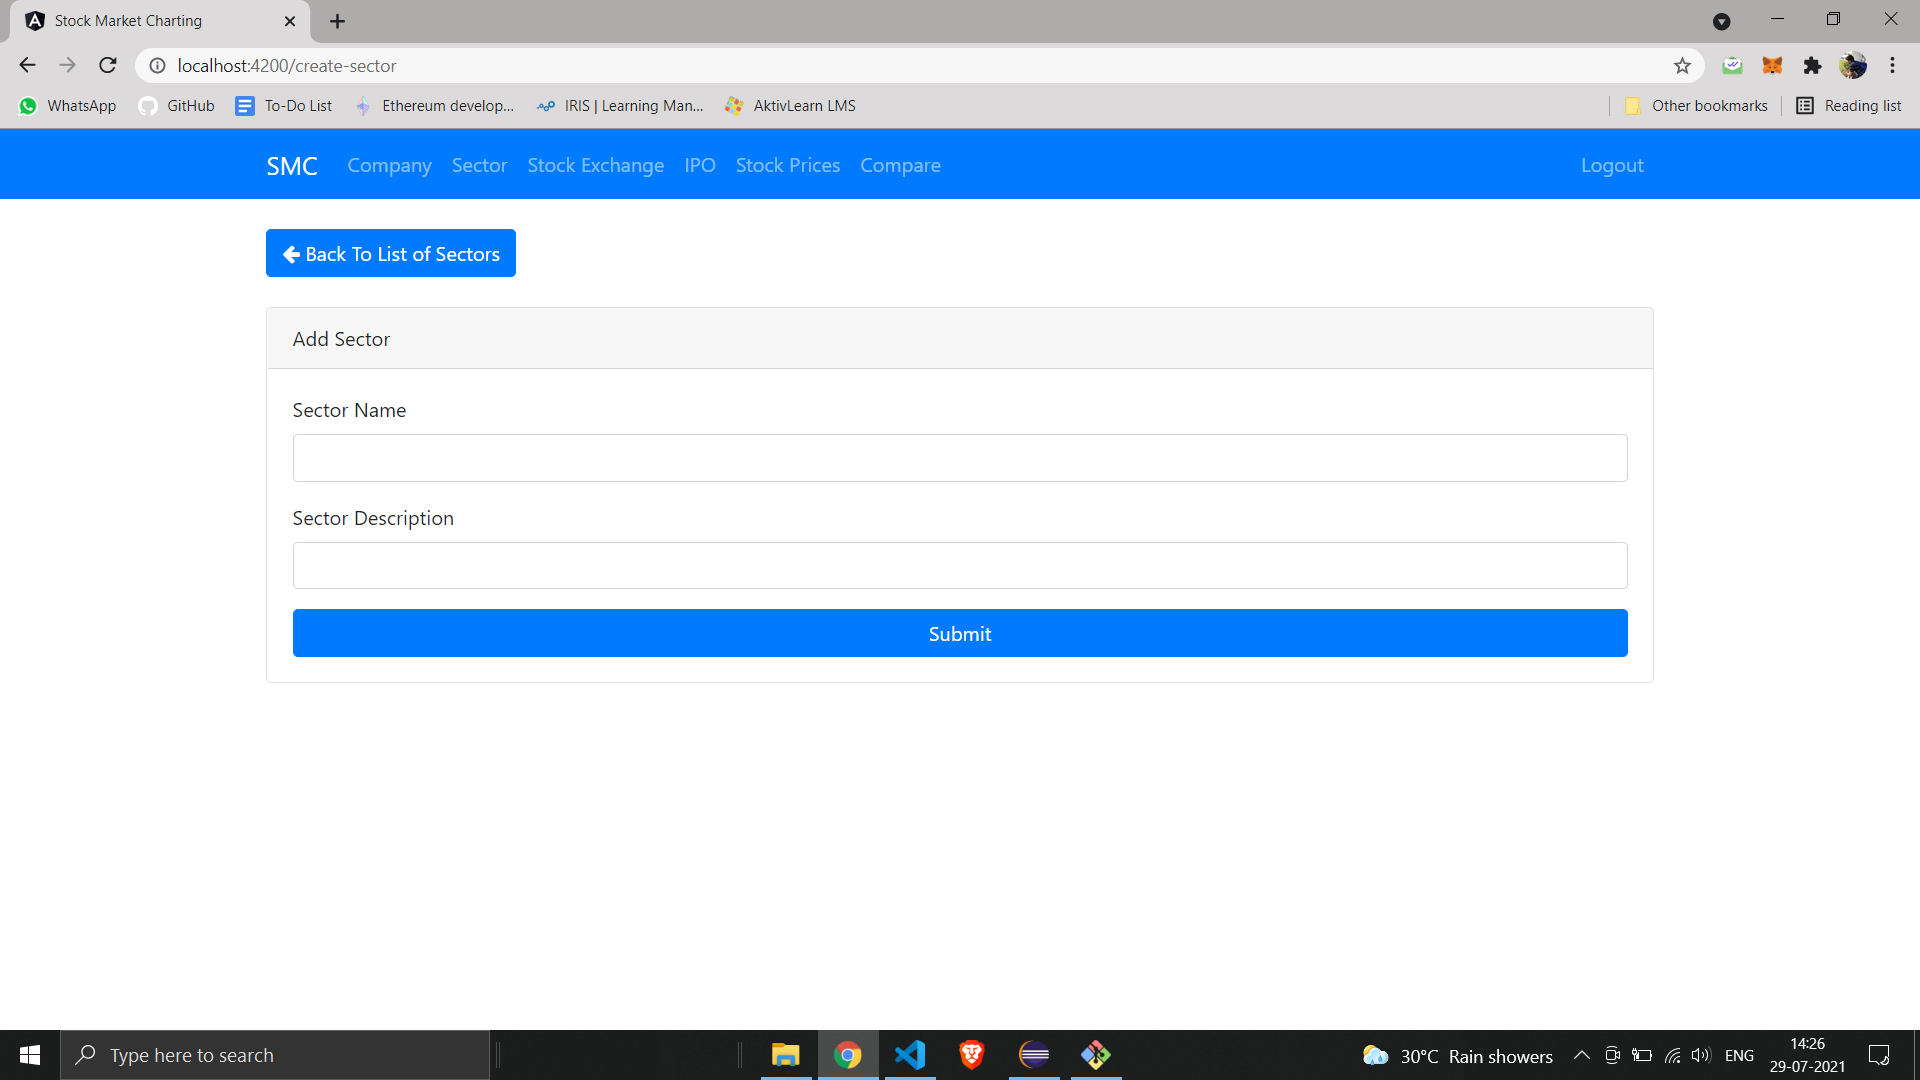 Stock Market Charting
localhost:4200/create-sector
WhatsApp GitHub To-Do List Ethereum develop... IRIS | Learning Man... AktivLearn LMS Other bookmarks Reading list
SMC Company Sector Stock Exchange IPO Stock Prices Compare Logout
Back To List of Sectors
Add Sector
Sector Name
Sector Description
Submit
Type here to search 30°C Rain showers ENG 14:26
29-07-2021